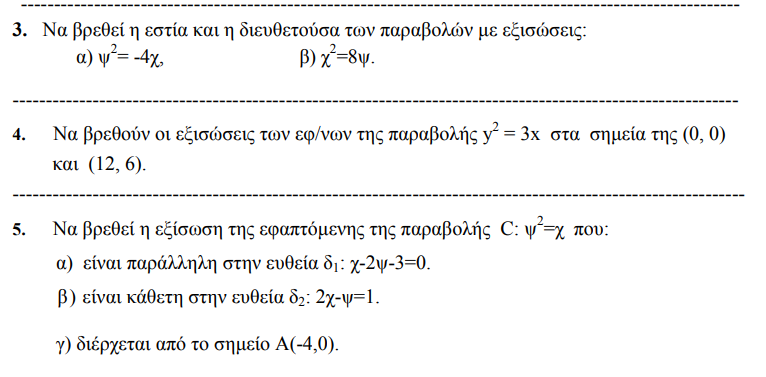 3. Να βρεθεί η εστία και η διευθετούσα των παραβολών με εξισώσεις:
α) ψ²= -4χ, β) χ²=8ψ.
4. Να βρεθούν οι εξισώσεις των εφ/νων της παραβολής y² = 3x στα σημεία της (0, 0)
και (12, 6).
5. Να βρεθεί η εξίσωση της εφαπτόμενης της παραβολής C: ψ²=χ που:
α) είναι παράλληλη στην ευθεία δ₁: χ-2ψ-3=0.
β) είναι κάθετη στην ευθεία δ₂: 2χ-ψ=1.
γ) διέρχεται από το σημείο Α(-4,0).